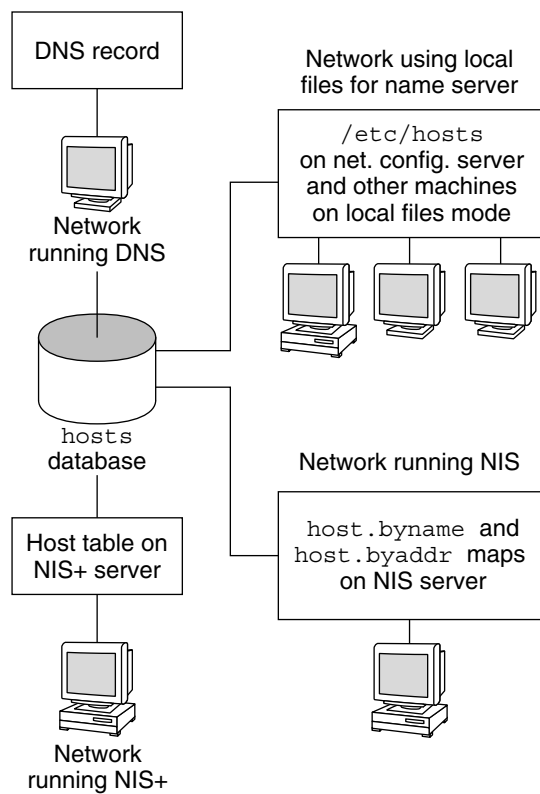 DNS record
Network
running DNS
hosts
database
Host table on
NIS+ server
Network
running NIS+
Network using local
files for name server
/etc/hosts
on net. config. server
and other machines
on local files mode
Network running NIS
host.byname and
host.byaddr maps
on NIS server